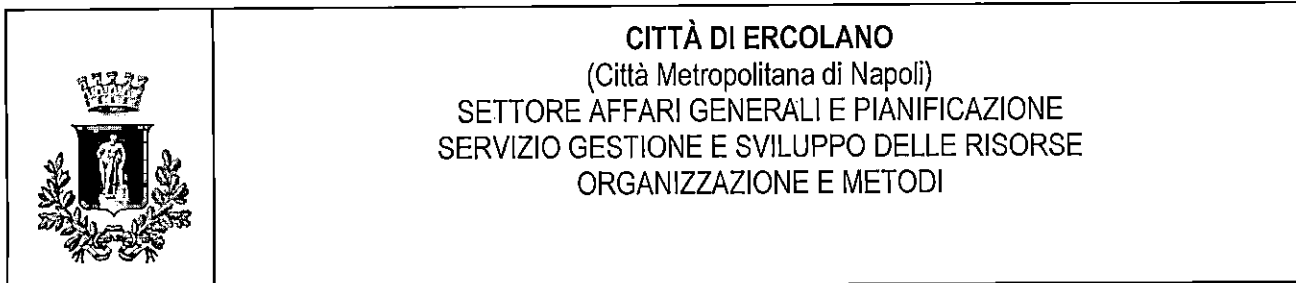 CITTÀ DI ERCOLANO
(Città Metropolitana di Napoli)
SETTORE AFFARI GENERALI E PIANIFICAZIONE
SERVIZIO GESTIONE E SVILUPPO DELLE RISORSE
ORGANIZZAZIONE E METODI